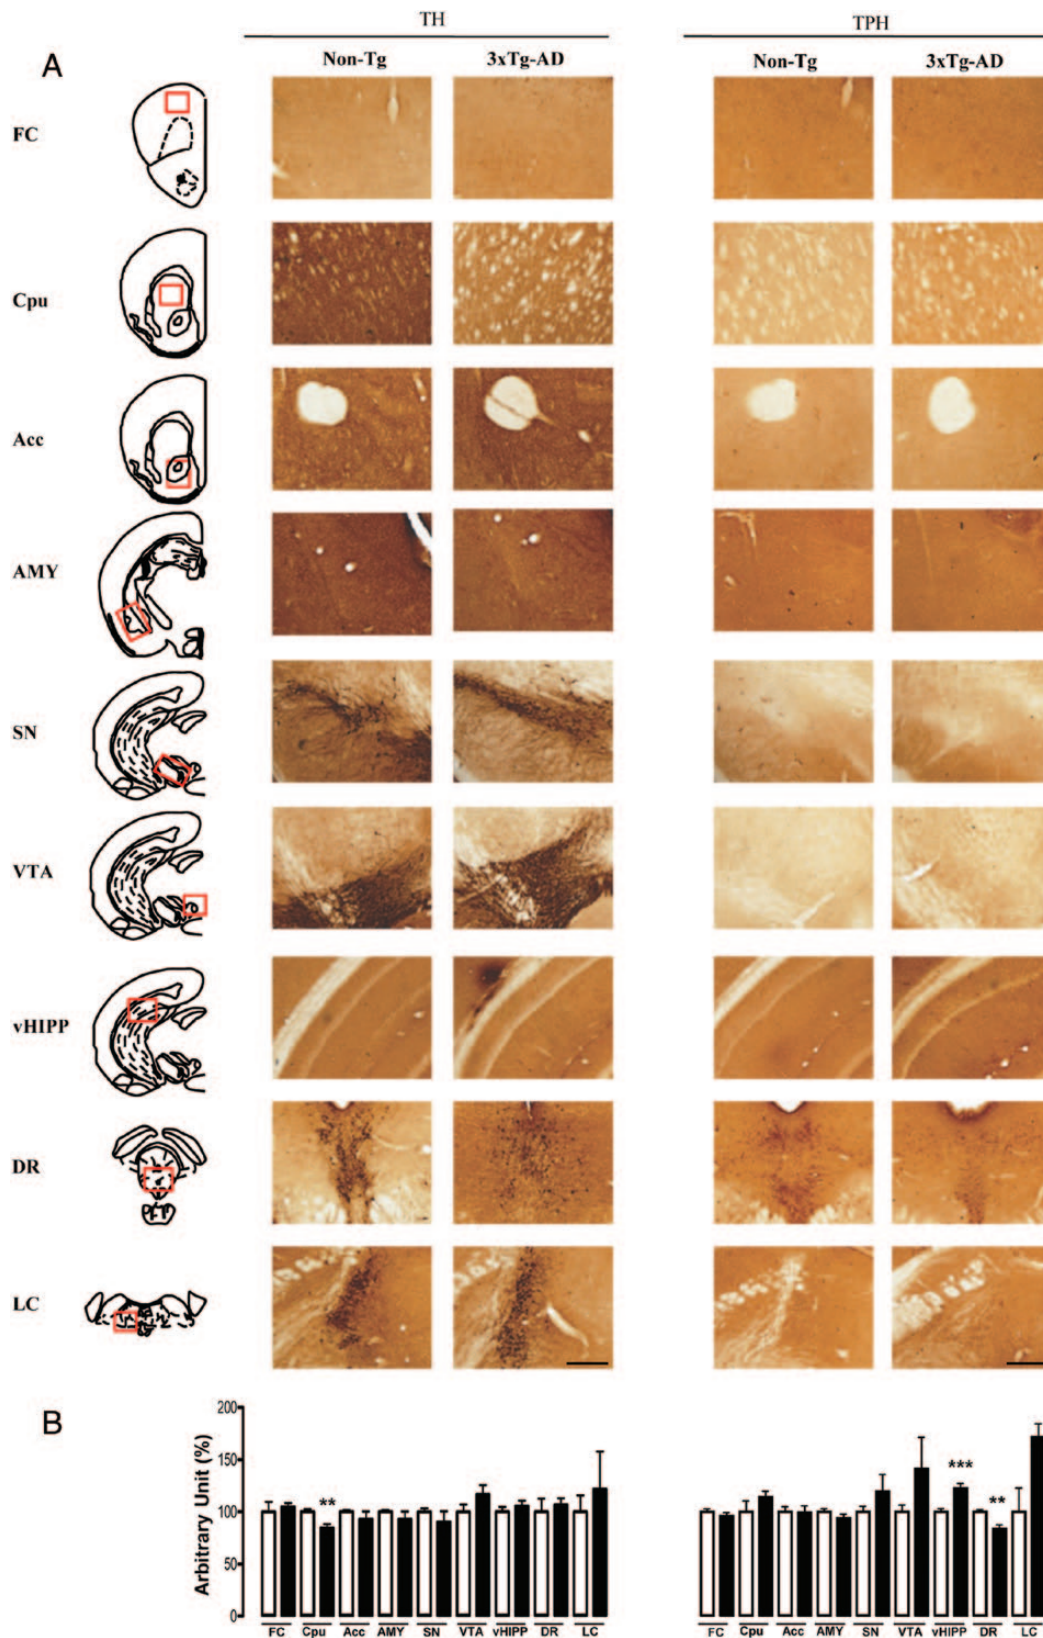 TH TPH
A Non-Tg 3xTg-AD Non-Tg 3xTg-AD
FC
Cpu
Acc
AMY
SN
VTA
vHIPP
DR
LC
B
Arbitrary Unit (%)
200
150
100
50
0
** *** **
FC Cpu Acc AMY SN VTA vHIPP DR LC FC Cpu Acc AMY SN VTA vHIPP DR LC